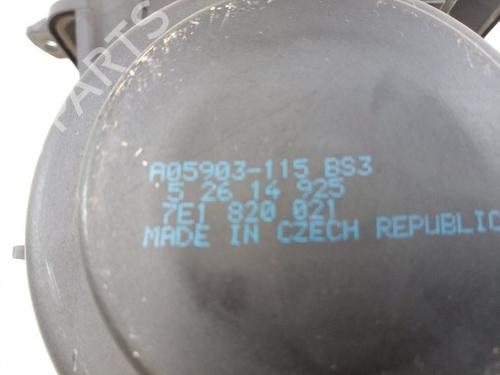 PARTS
A05903-115 BS3
5 26 14 925
7E1 820 021
MADE IN CZECH REPUBLIC